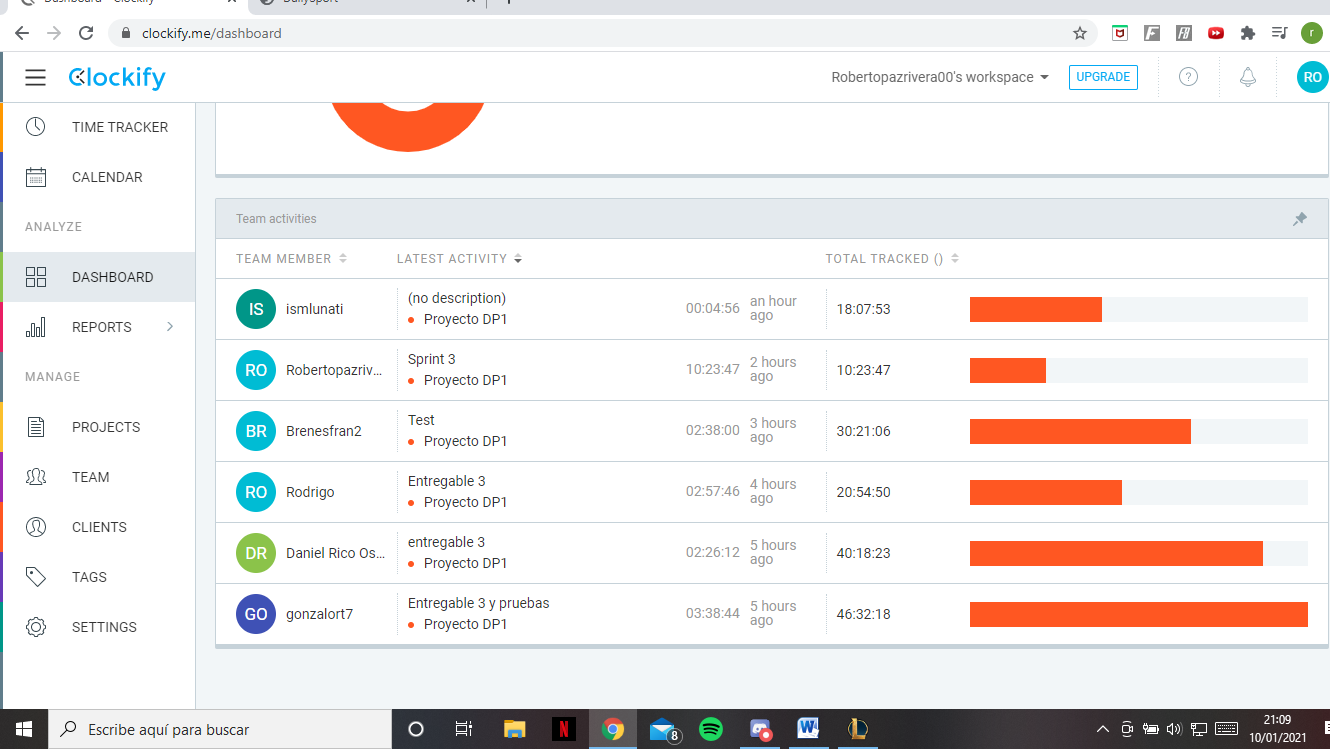 Dashboard - Clockify
DailySport
clockify.me/dashboard
r
Clockify
Robertopazrivera00's workspace
UPGRADE
?
RO
TIME TRACKER
CALENDAR
ANALYZE
DASHBOARD
REPORTS
MANAGE
PROJECTS
TEAM
CLIENTS
TAGS
SETTINGS
Team activities
TEAM MEMBER LATEST ACTIVITY TOTAL TRACKED ()
IS ismlunati (no description) 00:04:56 an hour ago 18:07:53
Proyecto DP1
RO Robertopazriv... Sprint 3 10:23:47 2 hours ago 10:23:47
Proyecto DP1
BR Brenesfran2 Test 02:38:00 3 hours ago 30:21:06
Proyecto DP1
RO Rodrigo Entregable 3 02:57:46 4 hours ago 20:54:50
Proyecto DP1
DR Daniel Rico Os... entregable 3 02:26:12 5 hours ago 40:18:23
Proyecto DP1
GO gonzalort7 Entregable 3 y pruebas 03:38:44 5 hours ago 46:32:18
Proyecto DP1
Escribe aquí para buscar
N
8
W
L
21:09
10/01/2021